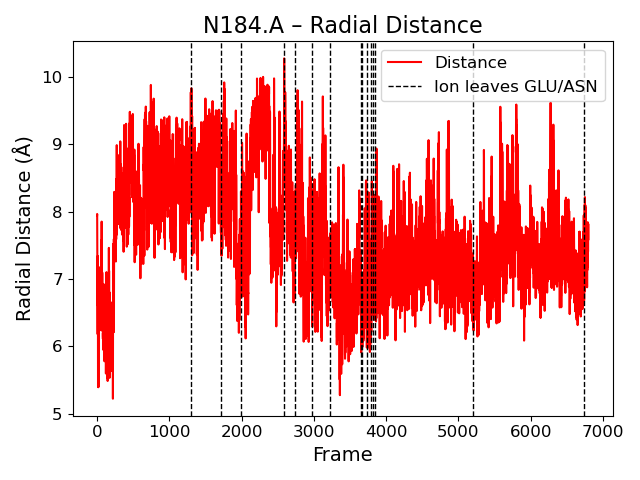 N184.A – Radial Distance
Distance
Ion leaves GLU/ASN
Radial Distance (Å)
10
9
8
7
6
5
0 1000 2000 3000 4000 5000 6000 7000
Frame